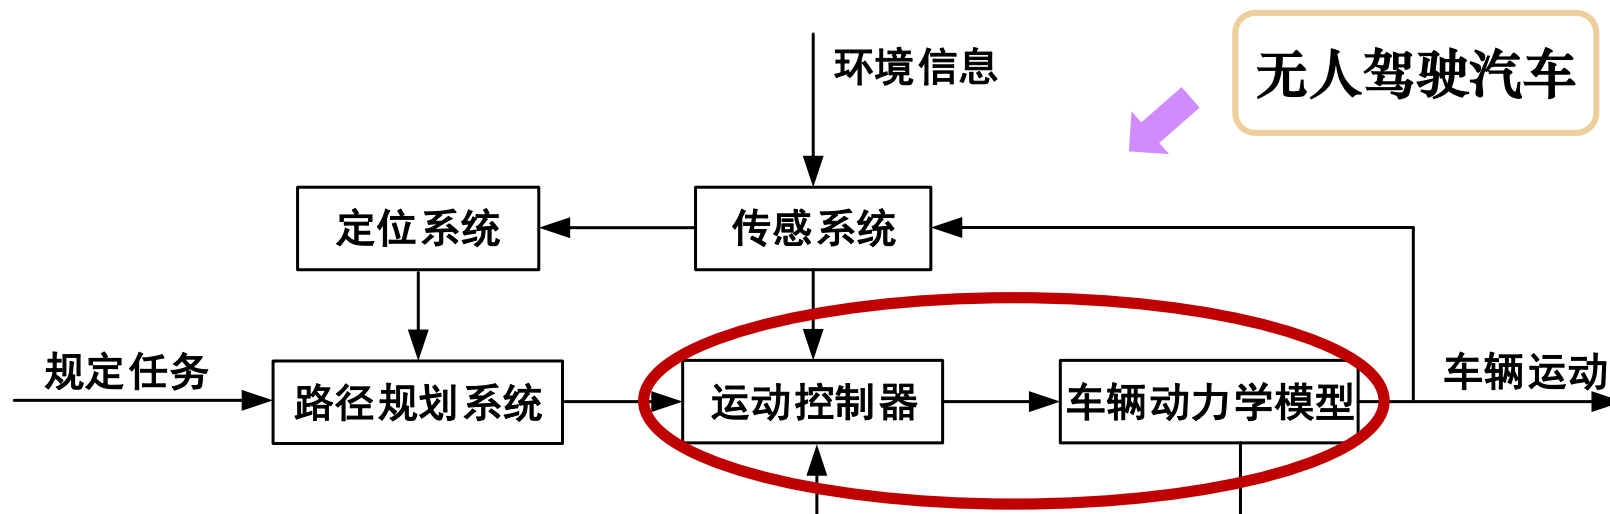 无人驾驶汽车
环境信息
定位系统
传感系统
规定任务
路径规划系统
运动控制器
车辆动力学模型
车辆运动